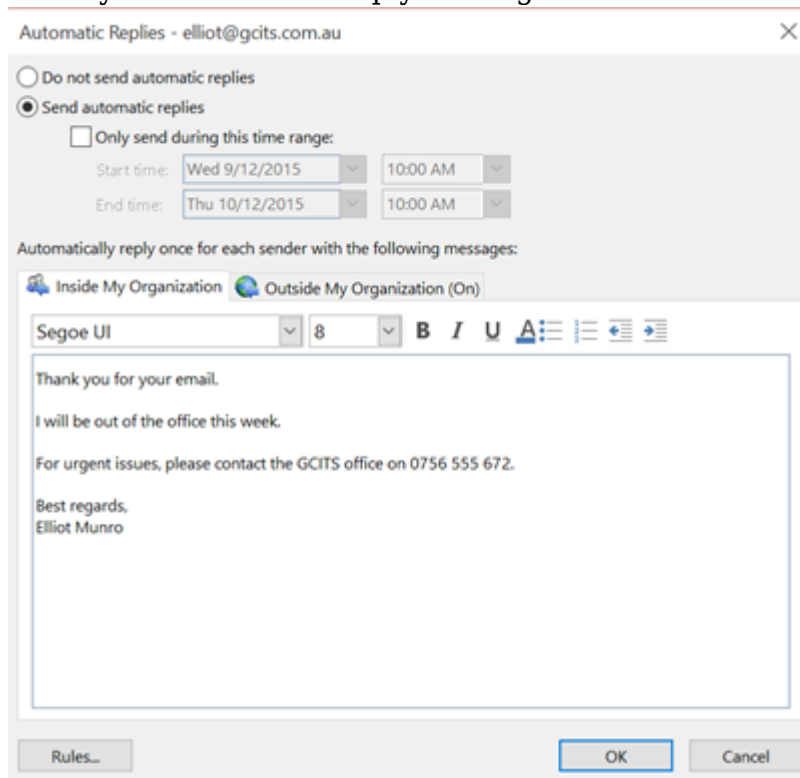 Automatic Replies - elliot@gcits.com.au
Do not send automatic replies
Send automatic replies
Only send during this time range:
Start time: Wed 9/12/2015 10:00 AM
End time: Thu 10/12/2015 10:00 AM
Automatically reply once for each sender with the following messages:
Inside My Organization Outside My Organization (On)
Segoe UI 8 B I U A
Thank you for your email.
I will be out of the office this week.
For urgent issues, please contact the GCITS office on 0756 555 672.
Best regards,
Elliot Munro
Rules... OK Cancel